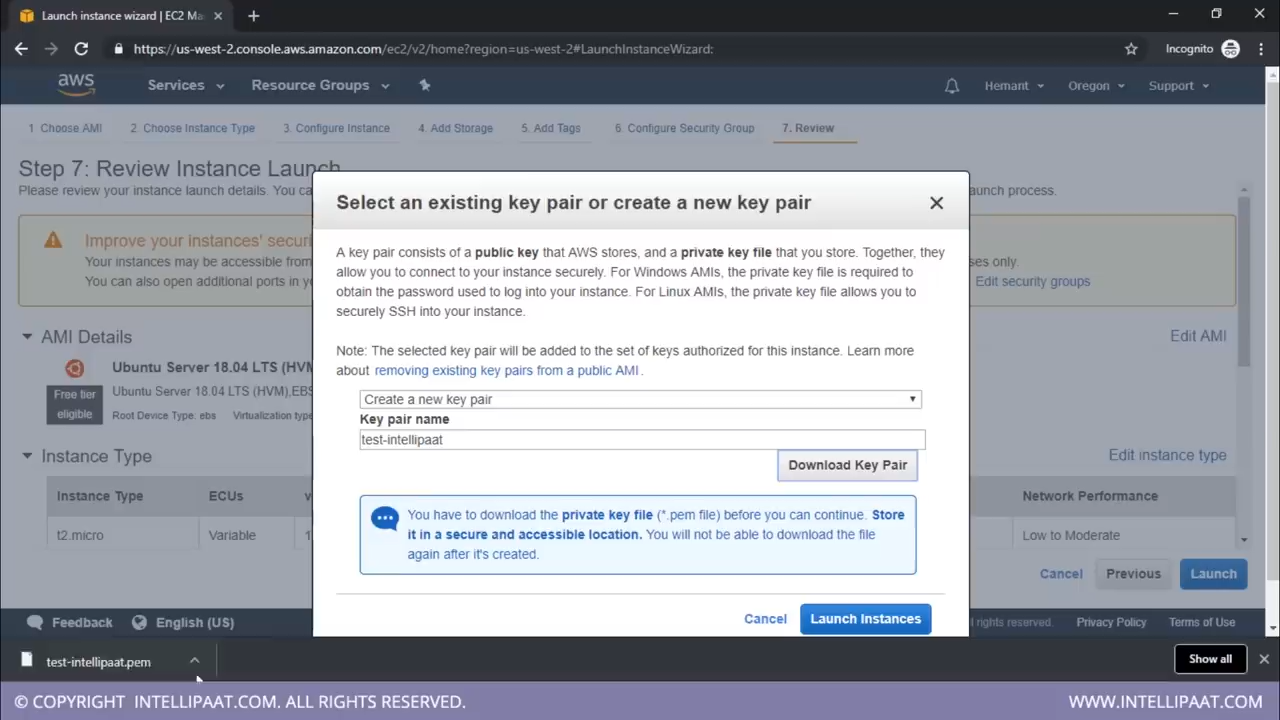 Launch instance wizard | EC2 Ma
https://us-west-2.console.aws.amazon.com/ec2/v2/home?region=us-west-2#LaunchInstanceWizard:
Incognito
aws
Services
Resource Groups
Hemant
Oregon
Support
1 Choose AMI
2. Choose Instance Type
3. Configure Instance
4. Add Storage
5. Add Tags
6. Configure Security Group
7. Review
Step 7: Review Instance Launch
Please review your instance launch details. You ca
aunch process.
Improve your instances' securi
Your instances may be accessible from
ses only.
You can also open additional ports in yo
Edit security groups
AMI Details
Edit AMI
Ubuntu Server 18.04 LTS (HVM
Free tier eligible
Ubuntu Server 18.04 LTS (HVM),EBS
Root Device Type: ebs
Virtualization type
Instance Type
Edit instance type
Instance Type
ECUs
v
Network Performance
t2.micro
Variable
1
Low to Moderate
Cancel
Previous
Launch
Select an existing key pair or create a new key pair
A key pair consists of a public key that AWS stores, and a private key file that you store. Together, they
allow you to connect to your instance securely. For Windows AMIs, the private key file is required to
obtain the password used to log into your instance. For Linux AMIs, the private key file allows you to
securely SSH into your instance.
Note: The selected key pair will be added to the set of keys authorized for this instance. Learn more
about removing existing key pairs from a public AMI.
Create a new key pair
Key pair name
test-intellipaat
Download Key Pair
You have to download the private key file (*.pem file) before you can continue. Store
it in a secure and accessible location. You will not be able to download the file
again after it's created.
Cancel
Launch Instances
Feedback
English (US)
l rights reserved.
Privacy Policy
Terms of Use
test-intellipaat.pem
Show all
© COPYRIGHT INTELLIPAAT.COM. ALL RIGHTS RESERVED.
WWW.INTELLIPAAT.COM